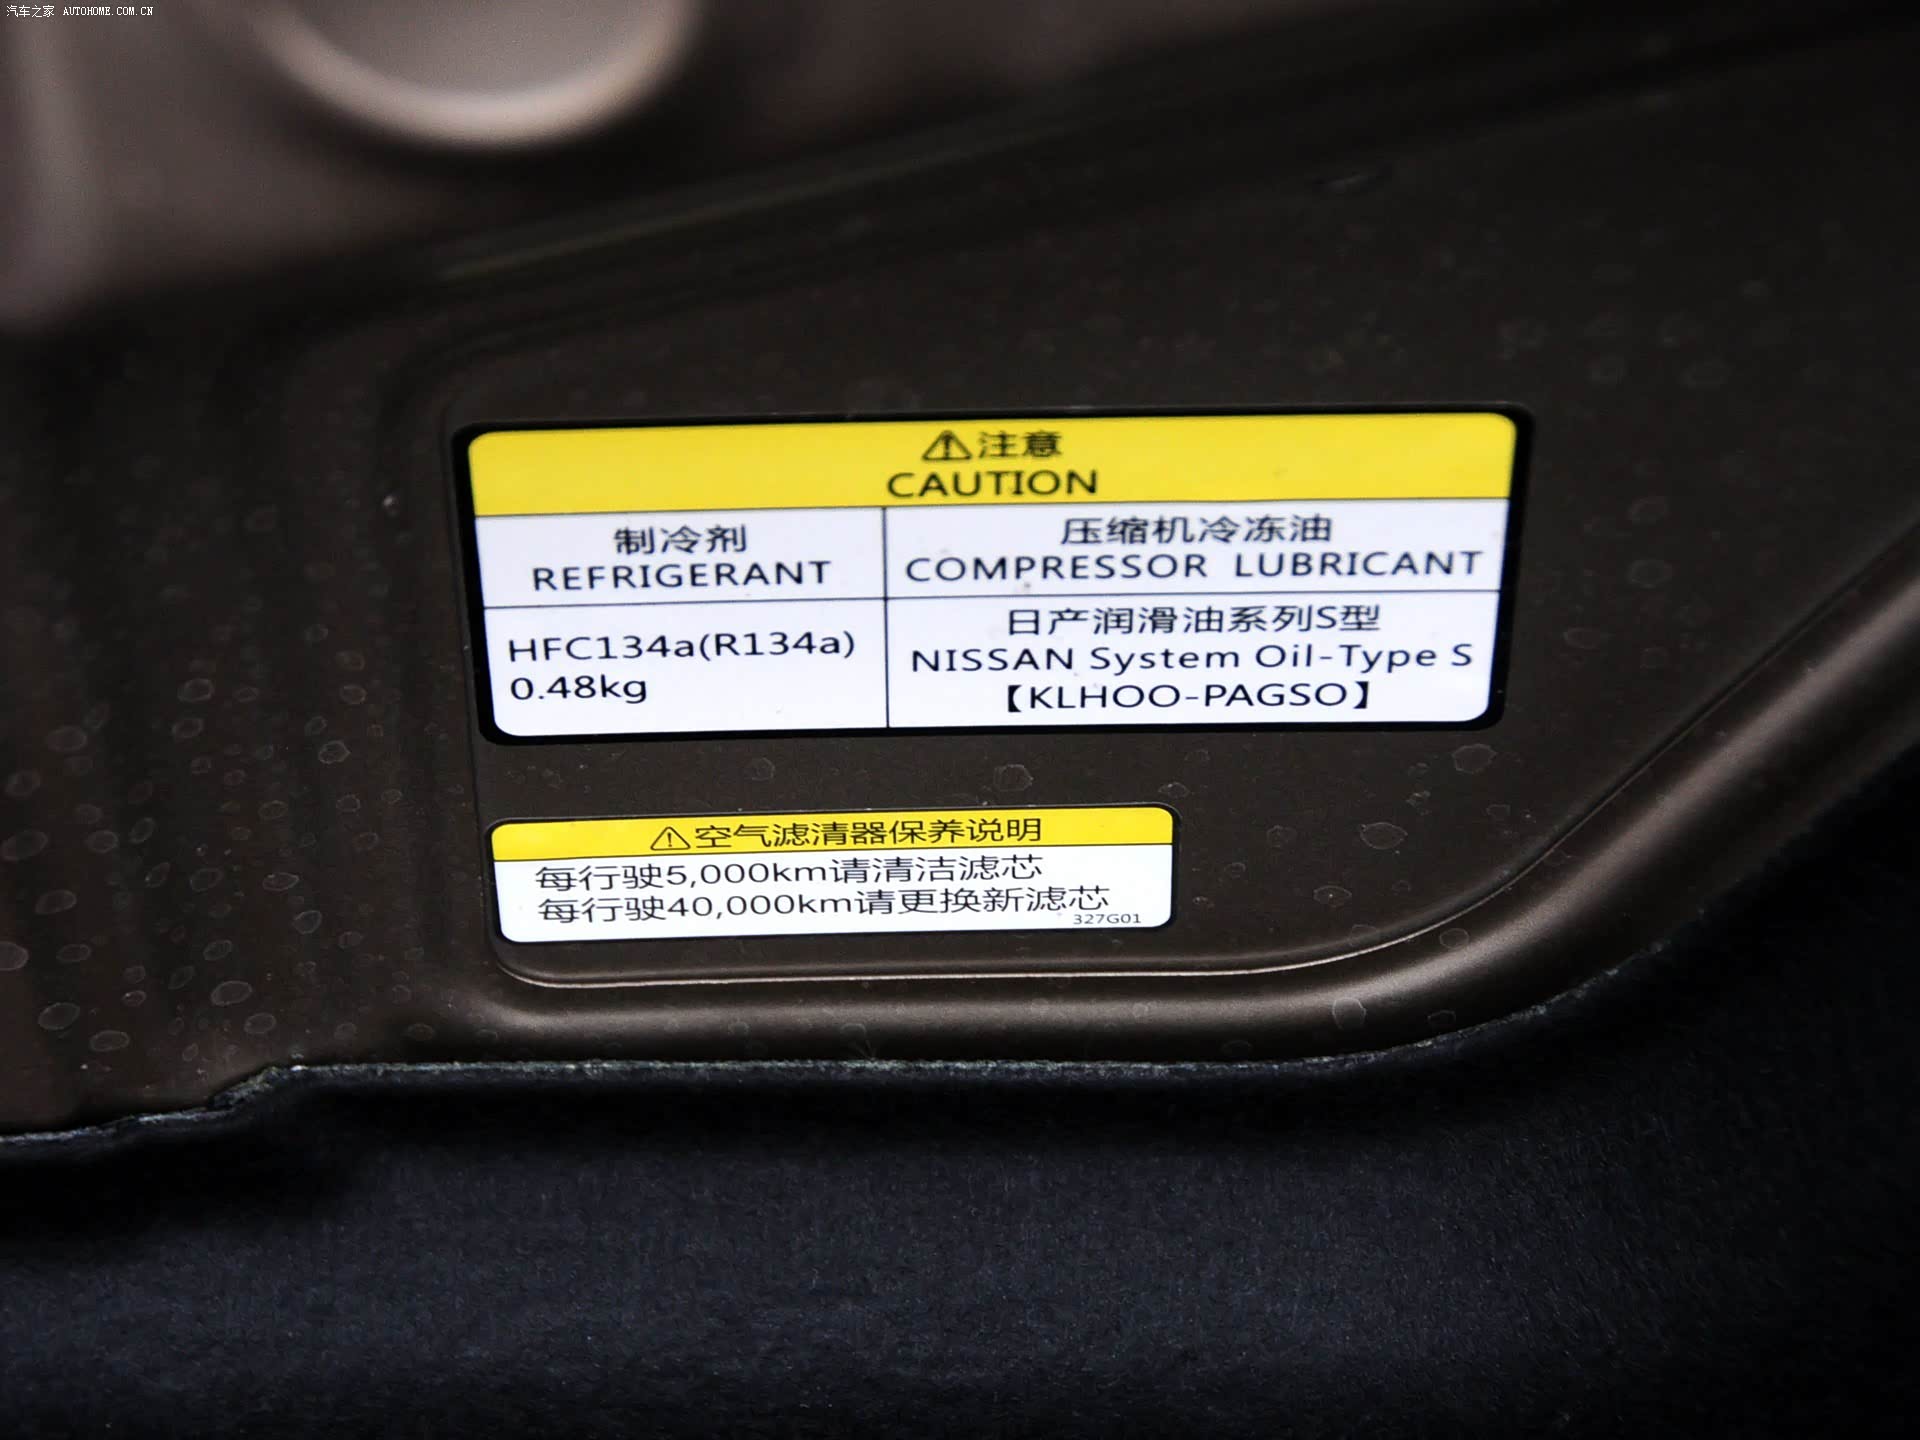 汽车之家 AUTOHOME.COM.CN
⚠注意
CAUTION
制冷剂
REFRIGERANT
压缩机冷冻油
COMPRESSOR LUBRICANT
HFC134a(R134a)
0.48kg
日产润滑油系列S型
NISSAN System Oil-Type S
【KLHOO-PAGSO】
⚠空气滤清器保养说明
每行驶5,000km请清洁滤芯
每行驶40,000km请更换新滤芯
327G01